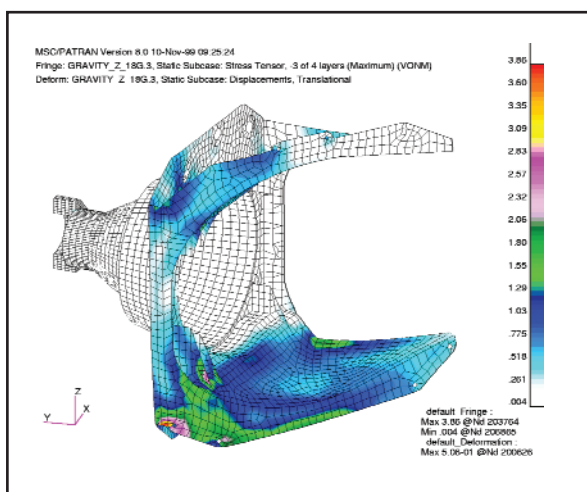 MSC/PATRAN Version 8.0 10-Nov-99 09:25:24
Fringe: GRAVITY_Z_18G.3, Static Subcase: Stress Tensor, -3 of 4 layers (Maximum) (VONM)
Deform: GRAVITY_Z_18G.3, Static Subcase: Displacements, Translational
3.86
3.60
3.35
3.09
2.83
2.57
2.32
2.06
1.80
1.55
1.29
1.03
.775
.518
.261
.004
Z
Y
X
default_Fringe :
Max 3.86 @Nd 203764
Min .004 @Nd 206865
default_Deformation :
Max 5.06-01 @Nd 200626